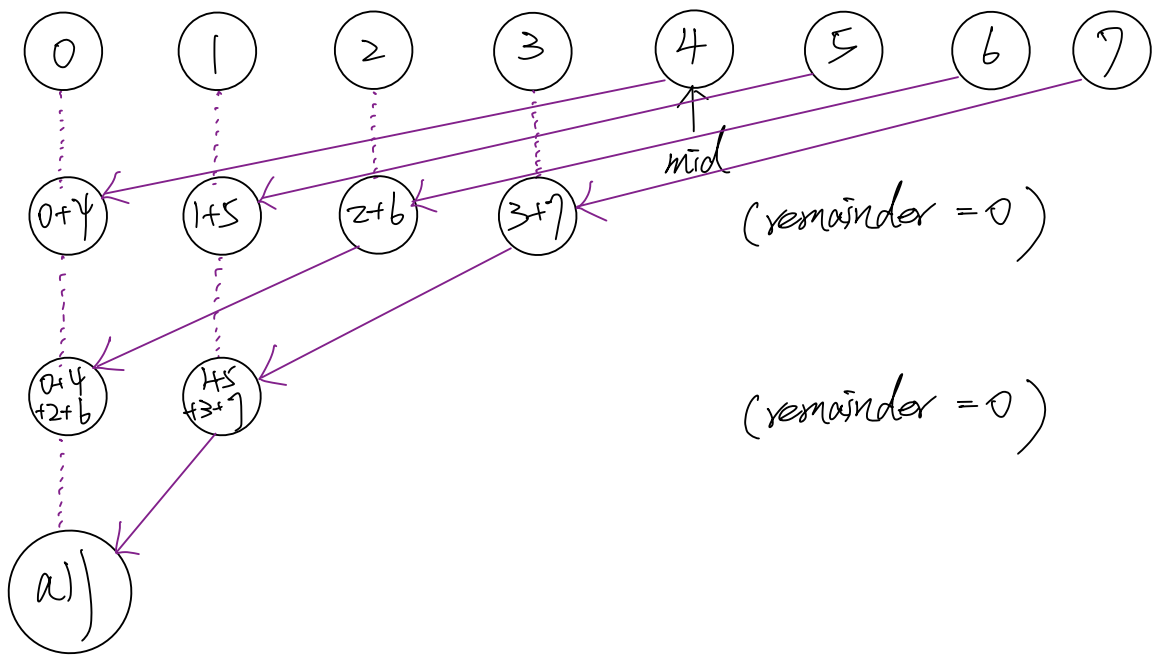 0 1 2 3 4 5 6 7
mid
0+4 1+5 2+6 3+7 (remainder = 0)
0+4 1+5
+2+6 +3+7 (remainder = 0)
all